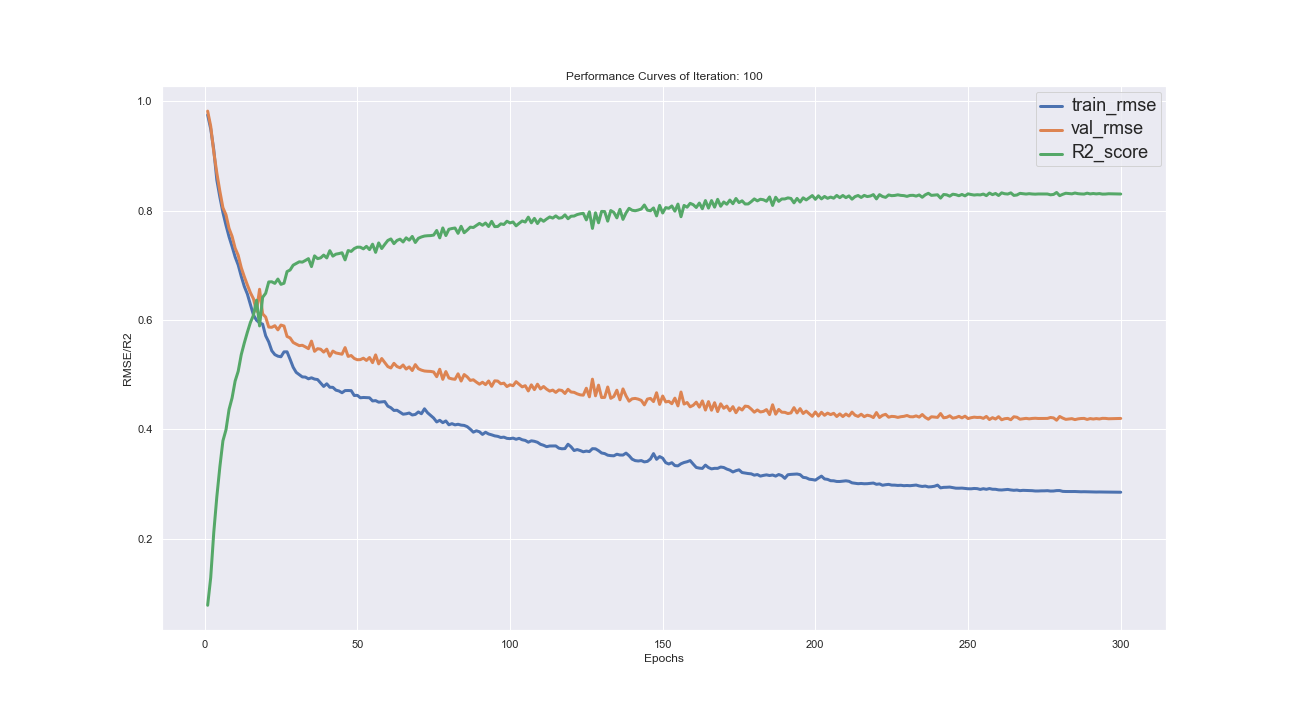 Performance Curves of Iteration: 100
train_rmse
val_rmse
R2_score
RMSE/R2
1.0
0.8
0.6
0.4
0.2
0 50 100 150 200 250 300
Epochs